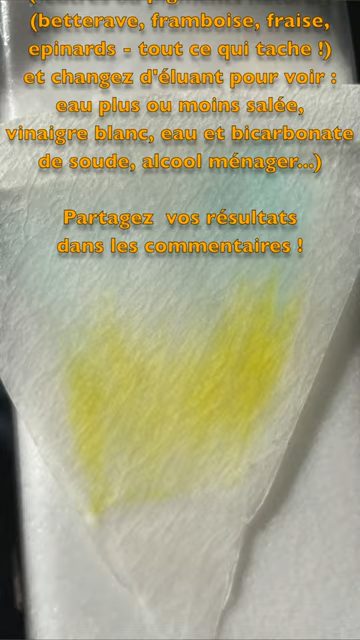 (betterave, framboise, fraise,
epinards - tout ce qui tache !)
et changez d'éluant pour voir :
eau plus ou moins salée,
vinaigre blanc, eau et bicarbonate
de soude, alcool ménager...)
Partagez vos résultats
dans les commentaires !